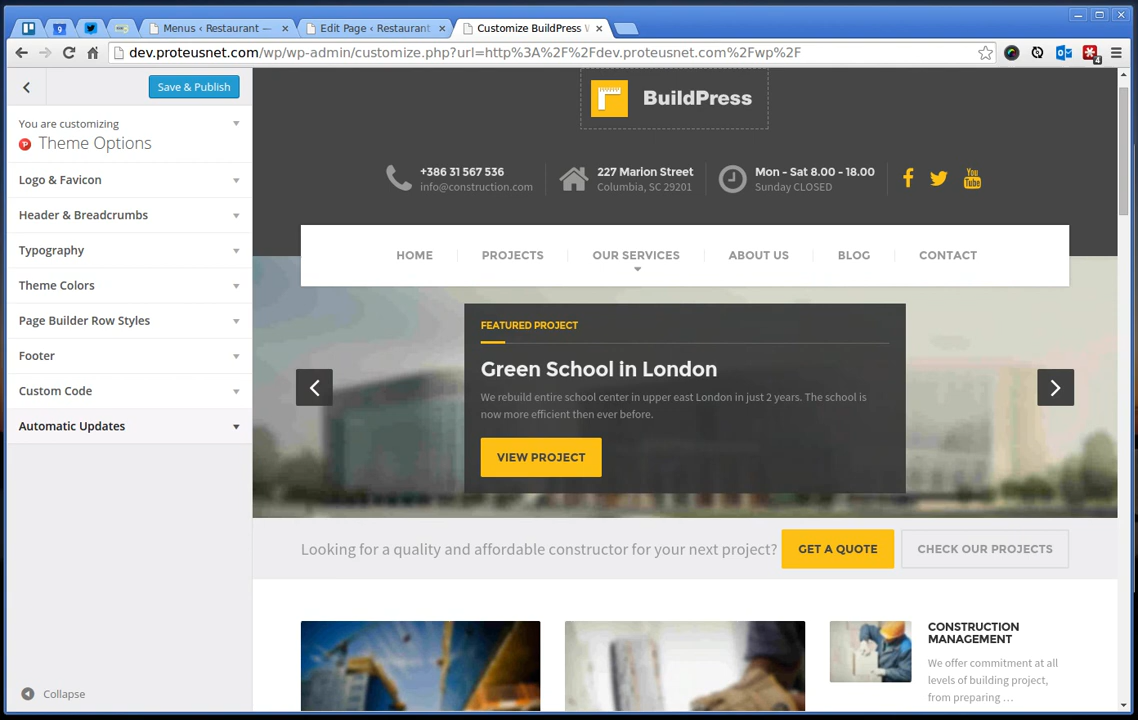 Menus ‹ Restaurant —
Edit Page ‹ Restaurant
Customize BuildPress
dev.proteusnet.com/wp/wp-admin/customize.php?url=http%3A%2F%2Fdev.proteusnet.com%2Fwp%2F
4
9
Save & Publish
You are customizing
Theme Options
Logo & Favicon
Header & Breadcrumbs
Typography
Theme Colors
Page Builder Row Styles
Footer
Custom Code
Automatic Updates
Collapse
BuildPress
+386 31 567 536
info@construction.com
227 Marion Street
Columbia, SC 29201
Mon - Sat 8.00 - 18.00
Sunday CLOSED
You
Tube
HOME PROJECTS OUR SERVICES ABOUT US BLOG CONTACT
FEATURED PROJECT
Green School in London
We rebuild entire school center in upper east London in just 2 years. The school is
now more efficient then ever before.
VIEW PROJECT
Looking for a quality and affordable constructor for your next project? GET A QUOTE CHECK OUR PROJECTS
CONSTRUCTION
MANAGEMENT
We offer commitment at all
levels of building project,
from preparing …